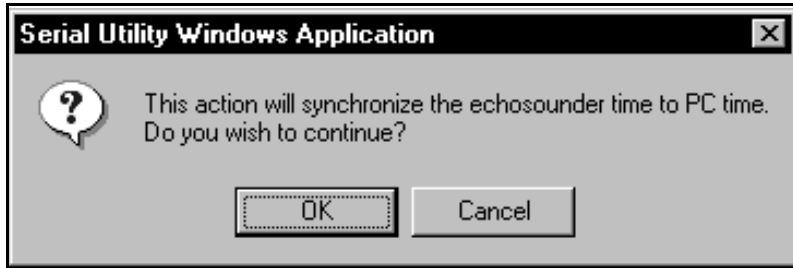 Serial Utility Windows Application
This action will synchronize the echosounder time to PC time.
Do you wish to continue?
OK
Cancel